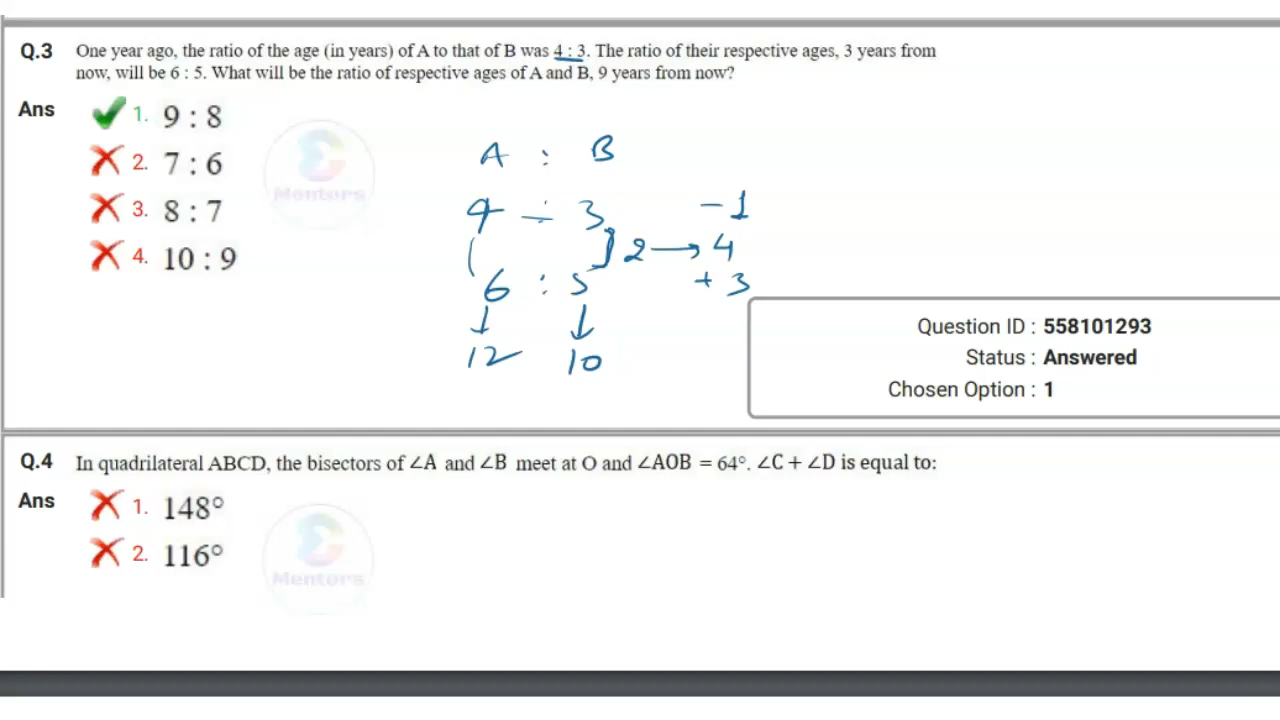 Q.3 One year ago, the ratio of the age (in years) of A to that of B was 4 : 3. The ratio of their respective ages, 3 years from
now, will be 6 : 5. What will be the ratio of respective ages of A and B, 9 years from now?
Ans 1. 9 : 8
2. 7 : 6
3. 8 : 7
4. 10 : 9
Mentors
A : B
4 : 3 -1
2 → 4
6 : 5 + 3
↓ ↓
12 10
Question ID : 558101293
Status : Answered
Chosen Option : 1
Q.4 In quadrilateral ABCD, the bisectors of ∠A and ∠B meet at O and ∠AOB = 64°. ∠C + ∠D is equal to:
Ans 1. 148°
2. 116°
Mentors